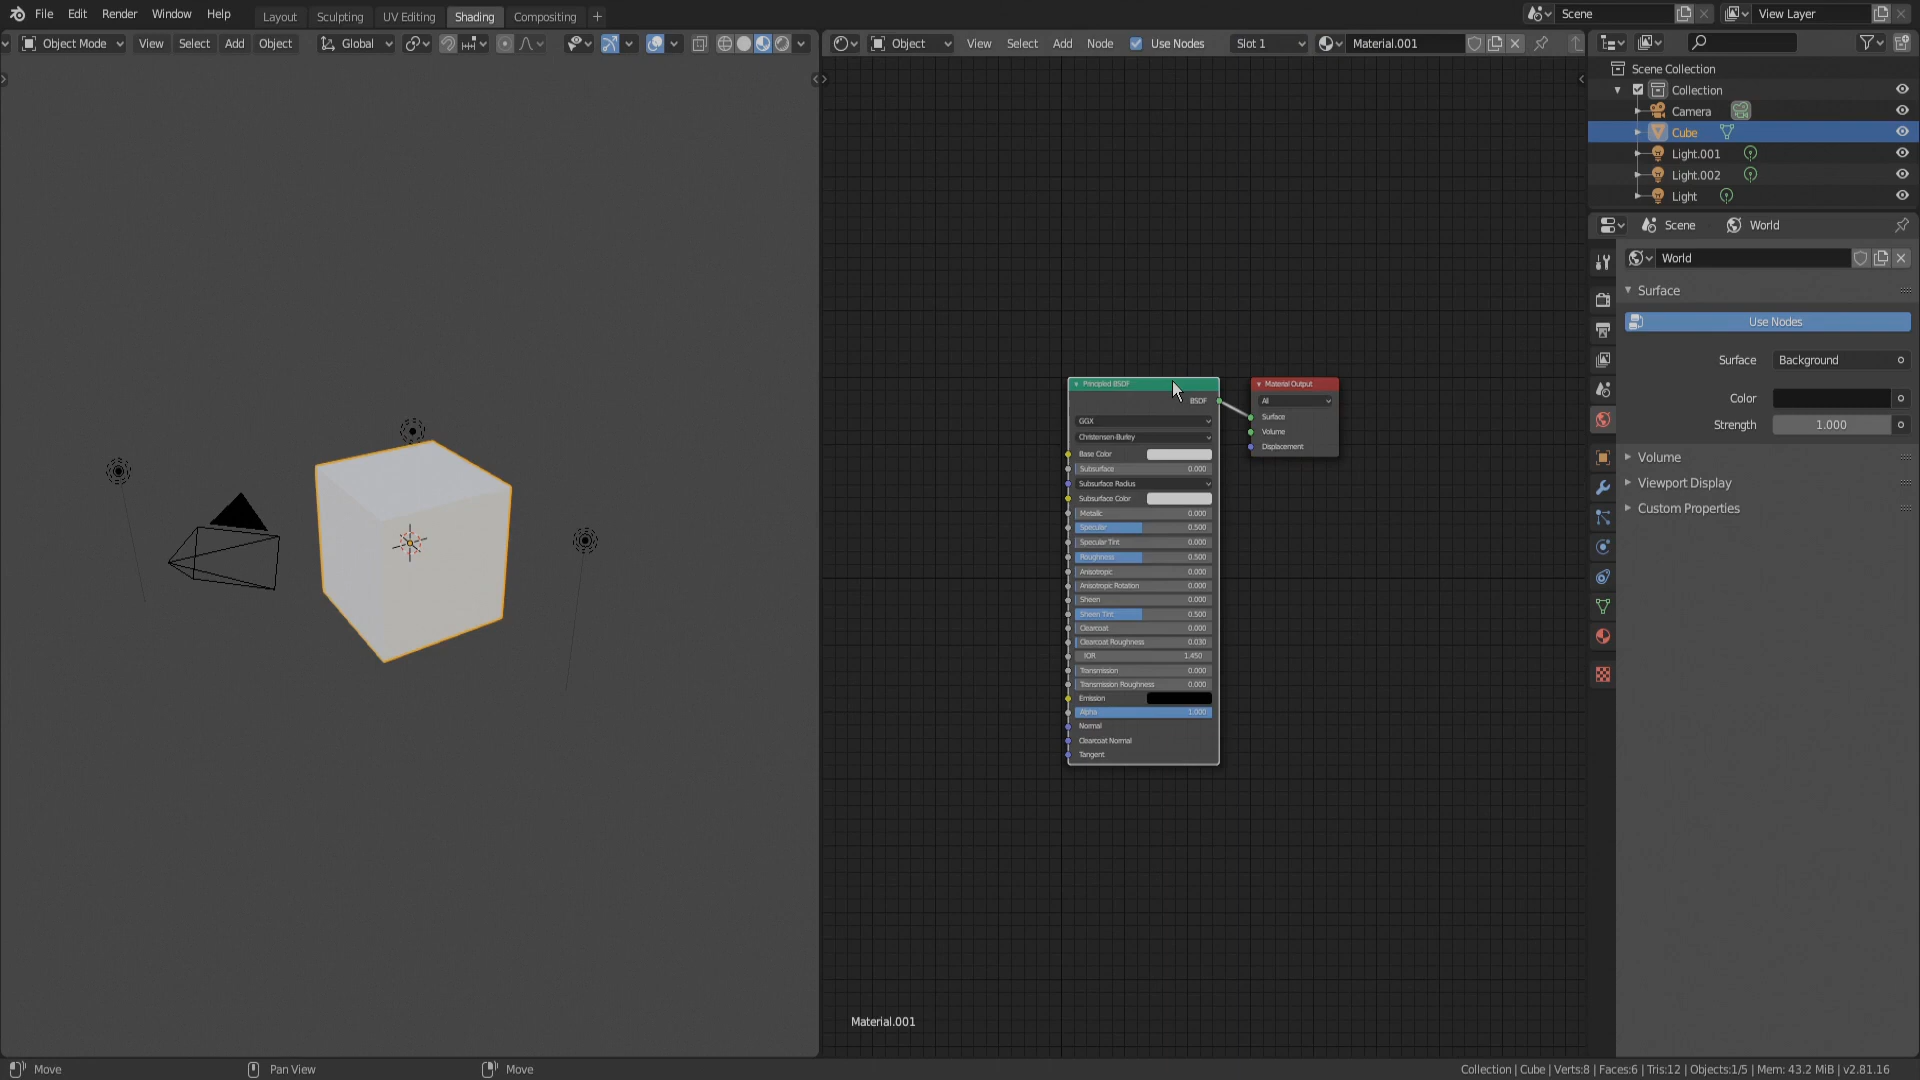 File Edit Render Window Help Layout Sculpting UV Editing Shading Compositing + Scene View Layer
Object Mode View Select Add Object Global Object View Select Add Node Use Nodes Slot 1 Material.001
Scene Collection
Collection
Camera
Cube
Light.001
Light.002
Light
Scene World
World
Surface
Use Nodes
Surface Background
Color
Strength 1.000
Volume
Viewport Display
Custom Properties
Principled BSDF
BSDF
GGX
Christensen-Burley
Base Color
Subsurface 0.000
Subsurface Radius
Subsurface Color
Metallic 0.000
Specular 0.500
Specular Tint 0.000
Roughness 0.500
Anisotropic 0.000
Anisotropic Rotation 0.000
Sheen 0.000
Sheen Tint 0.500
Clearcoat 0.000
Clearcoat Roughness 0.030
IOR 1.450
Transmission 0.000
Transmission Roughness 0.000
Emission
Alpha 1.000
Normal
Clearcoat Normal
Tangent
Material Output
All
Surface
Volume
Displacement
Material.001
Move Pan View Move Collection | Cube | Verts:8 | Faces:6 | Tris:12 | Objects:1/5 | Mem: 43.2 MiB | v2.81.16